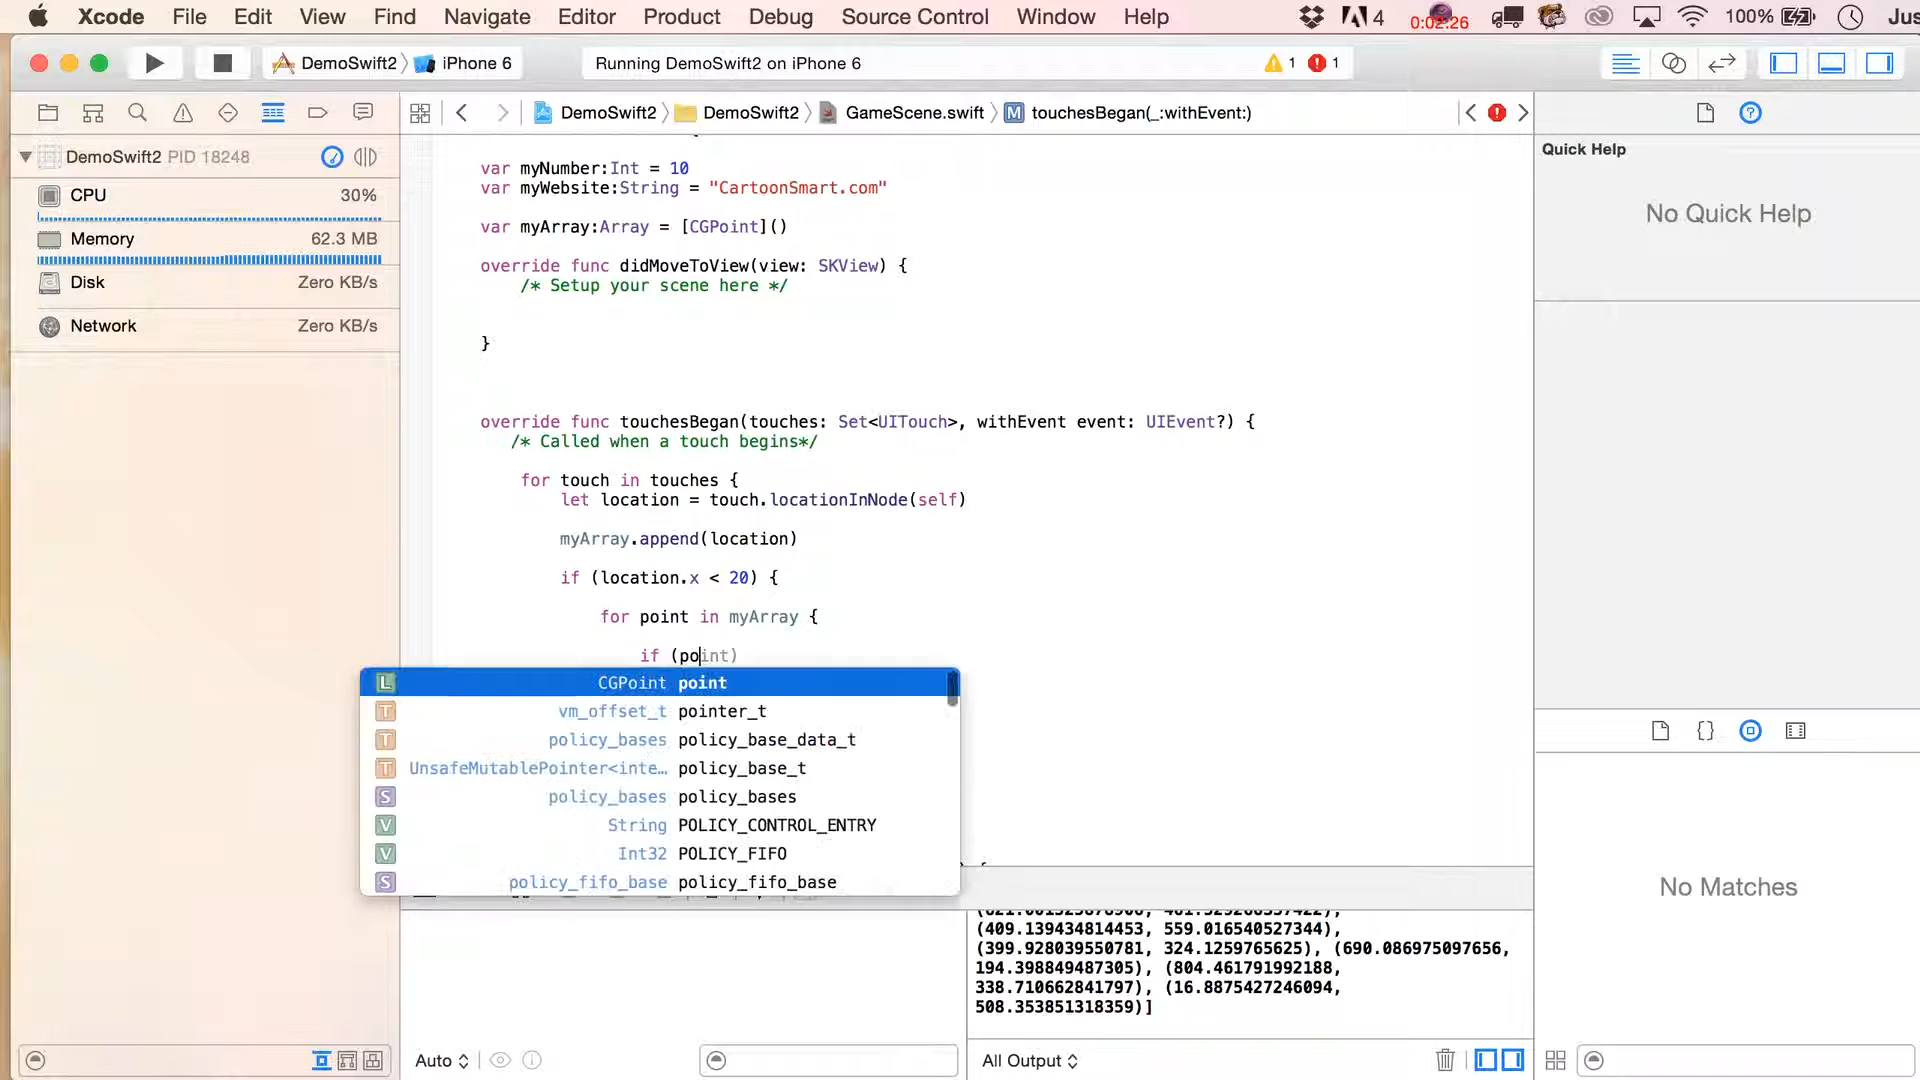 Xcode File Edit View Find Navigate Editor Product Debug Source Control Window Help 4 0:02:26 100% Jus
DemoSwift2 iPhone 6 Running DemoSwift2 on iPhone 6 1 1
DemoSwift2 DemoSwift2 GameScene.swift M touchesBegan(_:withEvent:)
DemoSwift2 PID 18248
CPU 30%
Memory 62.3 MB
Disk Zero KB/s
Network Zero KB/s
var myNumber:Int = 10
var myWebsite:String = "CartoonSmart.com"
var myArray:Array = [CGPoint]()
override func didMoveToView(view: SKView) {
/* Setup your scene here */
}
override func touchesBegan(touches: Set<UITouch>, withEvent event: UIEvent?) {
/* Called when a touch begins*/
for touch in touches {
let location = touch.locationInNode(self)
myArray.append(location)
if (location.x < 20) {
for point in myArray {
if (point)
L CGPoint point
T vm_offset_t pointer_t
T policy_bases policy_base_data_t
T UnsafeMutablePointer<inte... policy_base_t
S policy_bases policy_bases
V String POLICY_CONTROL_ENTRY
V Int32 POLICY_FIFO
S policy_fifo_base policy_fifo_base
(409.139434814453, 559.016540527344),
(399.928039550781, 324.1259765625), (690.086975097656,
194.398849487305), (804.461791992188,
338.710662841797), (16.8875427246094,
508.353851318359)]
Auto
All Output
Quick Help
No Quick Help
No Matches